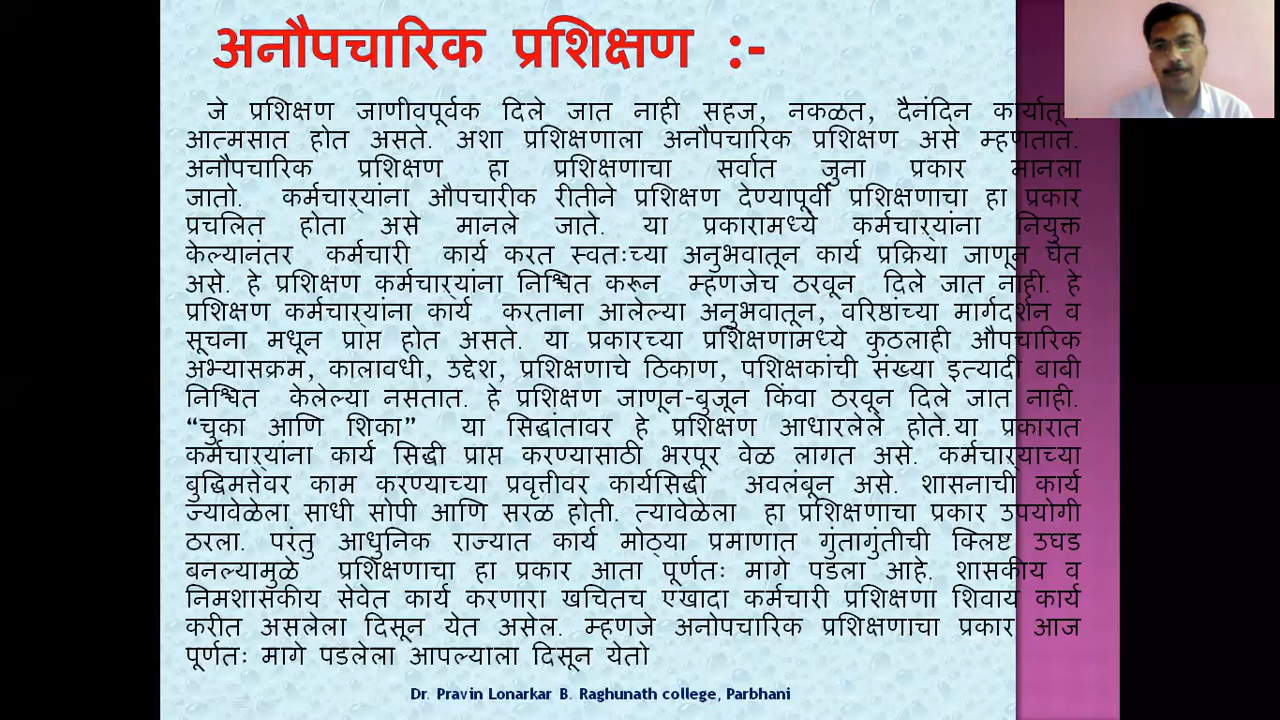 अनौपचारिक प्रशिक्षण :-
जे प्रशिक्षण जाणीवपूर्वक दिले जात नाही सहज, नकळत, दैनंदिन
आत्मसात होत असते. अशा प्रशिक्षणाला अनौपचारिक प्रशिक्षण असे म्हणतात.
अनौपचारिक प्रशिक्षण हा प्रशिक्षणाचा सर्वात जुना प्रकार मानला
जातो. कर्मचाऱ्यांना औपचारीक रीतीने प्रशिक्षण देण्यापूर्वी प्रशिक्षणाचा हा प्रकार
प्रचलित होता असे मानले जाते. या प्रकारामध्ये कर्मचाऱ्यांना नियुक्त
केल्यानंतर कर्मचारी कार्य करत स्वतःच्या अनुभवातून कार्य प्रक्रिया जाणून घेत
असे. हे प्रशिक्षण कर्मचाऱ्यांना निश्चित करून म्हणजेच ठरवून दिले जात नाही. हे
प्रशिक्षण कर्मचाऱ्यांना कार्य करताना आलेल्या अनुभवातून, वरिष्ठांच्या मार्गदर्शन व
सूचना मधून प्राप्त होत असते. या प्रकारच्या प्रशिक्षणामध्ये कुठलाही औपचारिक
अभ्यासक्रम, कालावधी, उद्देश, प्रशिक्षणाचे ठिकाण, पशिक्षकांची संख्या इत्यादी बाबी
निश्चित केलेल्या नसतात. हे प्रशिक्षण जाणून-बुजून किंवा ठरवून दिले जात नाही.
“चुका आणि शिका” या सिद्धांतावर हे प्रशिक्षण आधारलेले होते.या प्रकारात
कर्मचाऱ्यांना कार्य सिद्धी प्राप्त करण्यासाठी भरपूर वेळ लागत असे. कर्मचाऱ्याच्या
बुद्धिमत्तेवर काम करण्याच्या प्रवृत्तीवर कार्यसिद्धी अवलंबून असे. शासनाची कार्य
ज्यावेळेला साधी सोपी आणि सरळ होती. त्यावेळेला हा प्रशिक्षणाचा प्रकार उपयोगी
ठरला. परंतु आधुनिक राज्यात कार्य मोठ्या प्रमाणात गुंतागुंतीची क्लिष्ट उघड
बनल्यामुळे प्रशिक्षणाचा हा प्रकार आता पूर्णतः मागे पडला आहे. शासकीय व
निमशासकीय सेवेत कार्य करणारा खचितच एखादा कर्मचारी प्रशिक्षणा शिवाय कार्य
करीत असलेला दिसून येत असेल. म्हणजे अनोपचारिक प्रशिक्षणाचा प्रकार आज
पूर्णतः मागे पडलेला आपल्याला दिसून येतो
Dr. Pravin Lonarkar B. Raghunath college, Parbhani